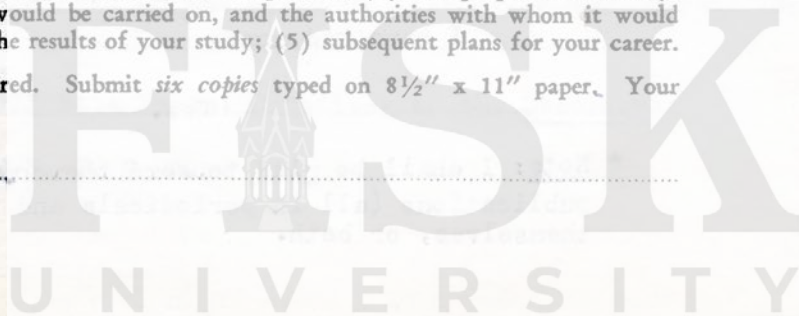 would be carried on, and the authorities with whom it would
he results of your study; (5) subsequent plans for your career.
red. Submit six copies typed on 8½″ x 11″ paper. Your
FISK
UNIVERSITY